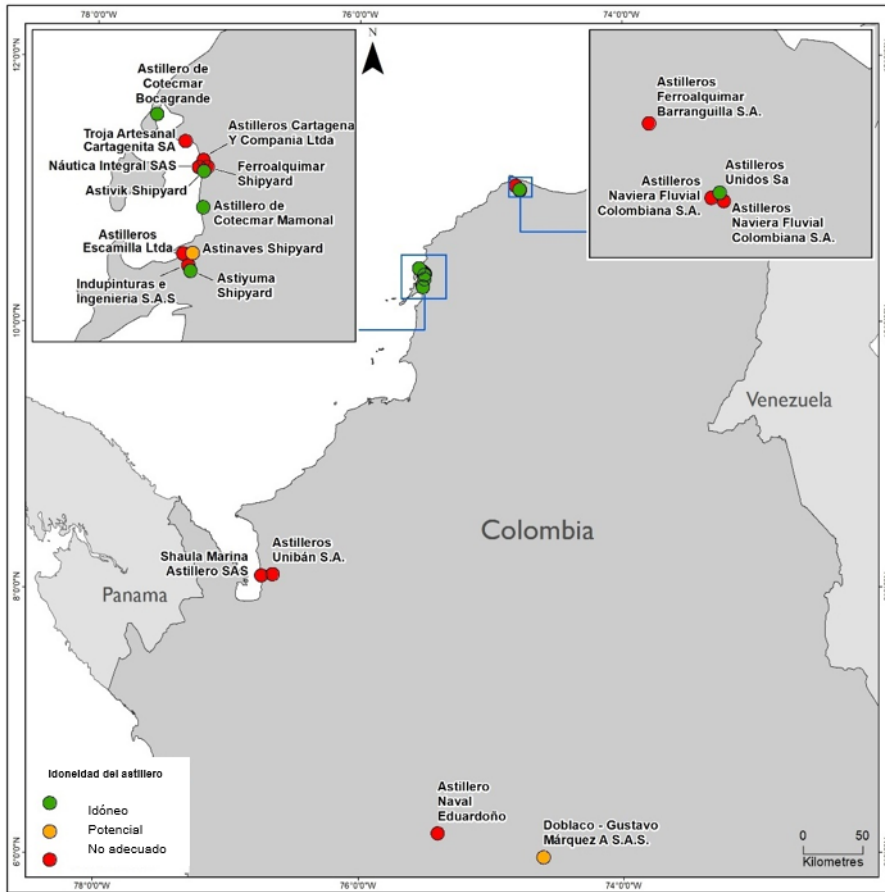 78°0'0"W
76°0'0"W
74°0'0"W
12°0'0"N
N
Astillero de
Cotecmar
Bocagrande
Troja Artesanal
Cartagenita SA
Astilleros Cartagena
Y Compania Ltda
Náutica Integral SAS
Ferroalquimar
Shipyard
Astivik Shipyard
Astillero de
Cotecmar Mamonal
Astilleros
Escamilla Ltda
Astinaves Shipyard
Indupinturas e
Ingenieria S.A.S
Astiyuma
Shipyard
Astilleros
Ferroalquimar
Barranguilla S.A.
Astilleros
Unidos Sa
Astilleros
Naviera Fluvial
Colombiana S.A.
Astilleros
Naviera Fluvial
Colombiana S.A.
10°0'0"N
Venezuela
Colombia
Shaula Marina
Astillero SAS
Astilleros
Unibán S.A.
8°0'0"N
Panama
Idoneidad del astillero
Idóneo
Potencial
No adecuado
Astillero
Naval
Eduardoño
Doblaco - Gustavo
Márquez A S.A.S.
0 50
Kilometres
6°0'0"N
78°0'0"W
76°0'0"W
74°0'0"W